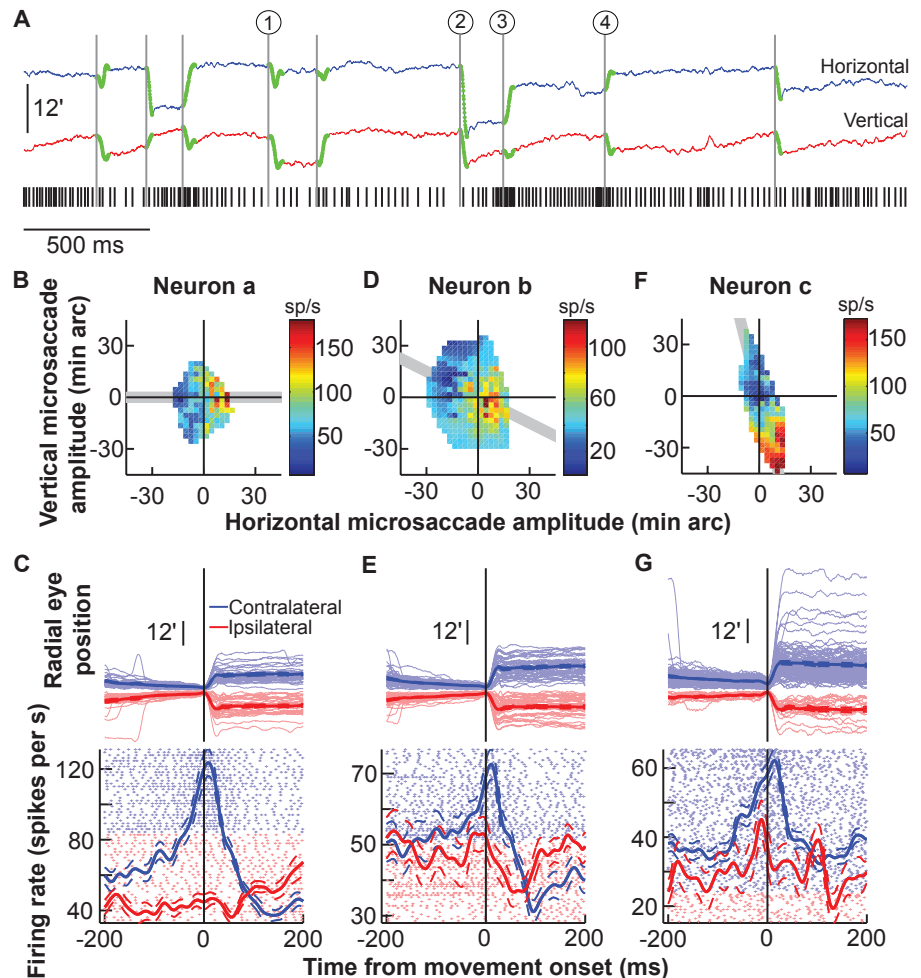 A
1 2 3 4
Horizontal
12'
Vertical
500 ms
B Neuron a D Neuron b F Neuron c
sp/s sp/s sp/s
Vertical microsaccade
amplitude (min arc)
30
0
-30
-30 0 30
150
100
50
30
0
-30
-30 0 30
100
60
20
30
0
-30
-30 0 30
150
100
50
Horizontal microsaccade amplitude (min arc)
C E G
Radial eye
position
12'
Contralateral
Ipsilateral
12'
12'
Firing rate (spikes per s)
120
80
40
-200 0 200
70
50
30
-200 0 200
60
40
20
-200 0 200
Time from movement onset (ms)